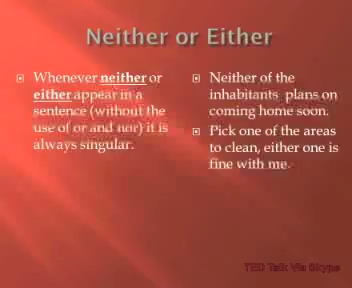 Neither or Either
Whenever neither or
either appear in a
sentence (without the
use of or and nor) it is
always singular.
Neither of the
inhabitants plans on
coming home soon.
Pick one of the areas
to clean, either one is
fine with me.
TED Talk Via Skype